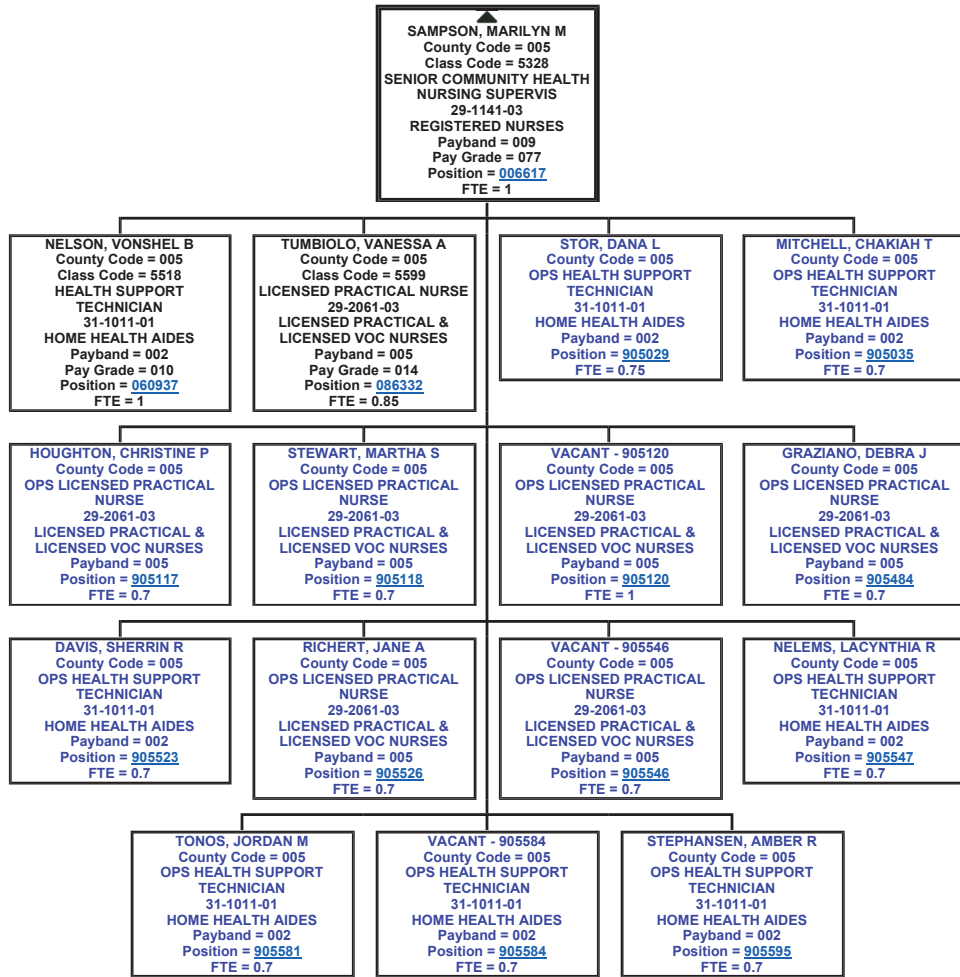 SAMPSON, MARILYN M
County Code = 005
Class Code = 5328
SENIOR COMMUNITY HEALTH
NURSING SUPERVIS
29-1141-03
REGISTERED NURSES
Payband = 009
Pay Grade = 077
Position = 006617
FTE = 1
NELSON, VONSHEL B
County Code = 005
Class Code = 5518
HEALTH SUPPORT
TECHNICIAN
31-1011-01
HOME HEALTH AIDES
Payband = 002
Pay Grade = 010
Position = 060937
FTE = 1
TUMBIOLO, VANESSA A
County Code = 005
Class Code = 5599
LICENSED PRACTICAL NURSE
29-2061-03
LICENSED PRACTICAL &
LICENSED VOC NURSES
Payband = 005
Pay Grade = 014
Position = 086332
FTE = 0.85
STOR, DANA L
County Code = 005
OPS HEALTH SUPPORT
TECHNICIAN
31-1011-01
HOME HEALTH AIDES
Payband = 002
Position = 905029
FTE = 0.75
MITCHELL, CHAKIAH T
County Code = 005
OPS HEALTH SUPPORT
TECHNICIAN
31-1011-01
HOME HEALTH AIDES
Payband = 002
Position = 905035
FTE = 0.7
HOUGHTON, CHRISTINE P
County Code = 005
OPS LICENSED PRACTICAL
NURSE
29-2061-03
LICENSED PRACTICAL &
LICENSED VOC NURSES
Payband = 005
Position = 905117
FTE = 0.7
STEWART, MARTHA S
County Code = 005
OPS LICENSED PRACTICAL
NURSE
29-2061-03
LICENSED PRACTICAL &
LICENSED VOC NURSES
Payband = 005
Position = 905118
FTE = 0.7
VACANT - 905120
County Code = 005
OPS LICENSED PRACTICAL
NURSE
29-2061-03
LICENSED PRACTICAL &
LICENSED VOC NURSES
Payband = 005
Position = 905120
FTE = 1
GRAZIANO, DEBRA J
County Code = 005
OPS LICENSED PRACTICAL
NURSE
29-2061-03
LICENSED PRACTICAL &
LICENSED VOC NURSES
Payband = 005
Position = 905484
FTE = 0.7
DAVIS, SHERRIN R
County Code = 005
OPS HEALTH SUPPORT
TECHNICIAN
31-1011-01
HOME HEALTH AIDES
Payband = 002
Position = 905523
FTE = 0.7
RICHERT, JANE A
County Code = 005
OPS LICENSED PRACTICAL
NURSE
29-2061-03
LICENSED PRACTICAL &
LICENSED VOC NURSES
Payband = 005
Position = 905526
FTE = 0.7
VACANT - 905546
County Code = 005
OPS LICENSED PRACTICAL
NURSE
29-2061-03
LICENSED PRACTICAL &
LICENSED VOC NURSES
Payband = 005
Position = 905546
FTE = 0.7
NELEMS, LACYNTHIA R
County Code = 005
OPS HEALTH SUPPORT
TECHNICIAN
31-1011-01
HOME HEALTH AIDES
Payband = 002
Position = 905547
FTE = 0.7
TONOS, JORDAN M
County Code = 005
OPS HEALTH SUPPORT
TECHNICIAN
31-1011-01
HOME HEALTH AIDES
Payband = 002
Position = 905581
FTE = 0.7
VACANT - 905584
County Code = 005
OPS HEALTH SUPPORT
TECHNICIAN
31-1011-01
HOME HEALTH AIDES
Payband = 002
Position = 905584
FTE = 0.7
STEPHANSEN, AMBER R
County Code = 005
OPS HEALTH SUPPORT
TECHNICIAN
31-1011-01
HOME HEALTH AIDES
Payband = 002
Position = 905595
FTE = 0.7